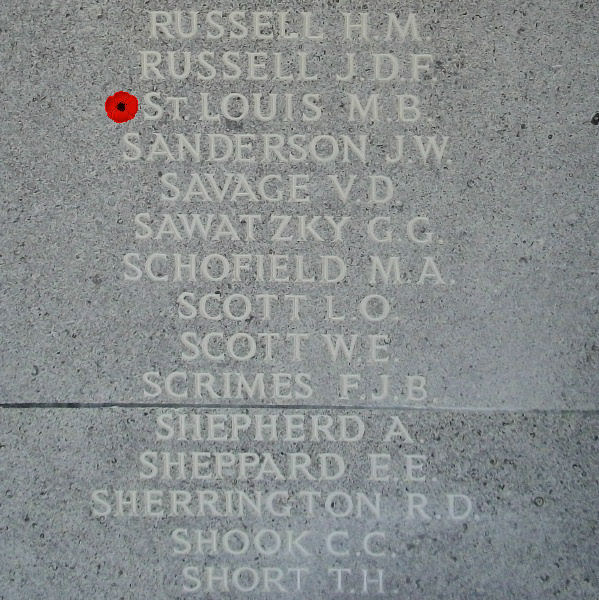 RUSSELL H.M.
RUSSELL J.D.F.
ST. LOUIS M.B.
SANDERSON J.W.
SAVAGE V.D.
SAWATZKY G.G.
SCHOFIELD M.A.
SCOTT L.O.
SCOTT W.E.
SCRIMES F.J.B.
SHEPHERD A.
SHEPPARD E.E.
SHERRINGTON R.D.
SHOOK C.C.
SHORT T.H.